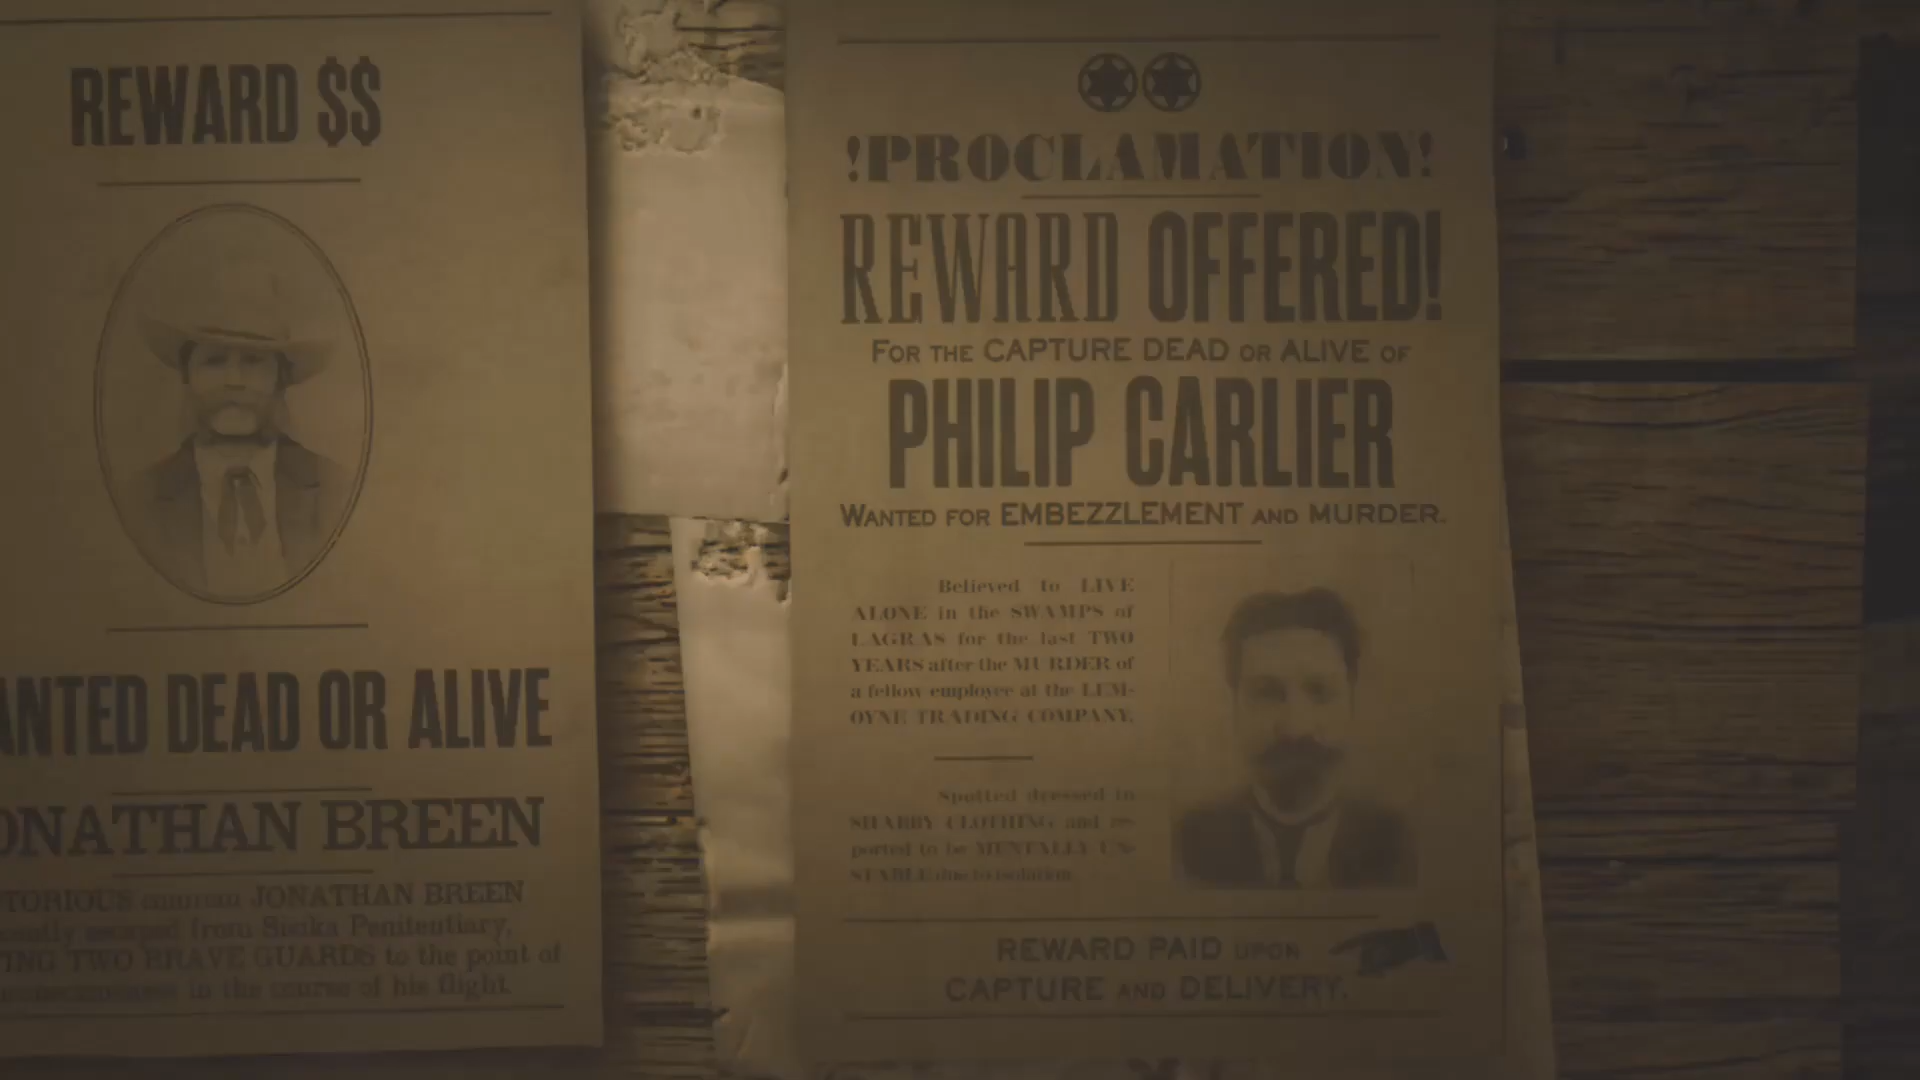 REWARD $$
ANTED DEAD OR ALIVE
ONATHAN BREEN
TORIOUS conman JONATHAN BREEN
escaped from Sisika Penitentiary,
ING TWO BRAVE GUARDS to the point of
in the course of his flight.
!PROCLAMATION!
REWARD OFFERED!
FOR THE CAPTURE DEAD OR ALIVE OF
PHILIP CARLIER
WANTED FOR EMBEZZLEMENT AND MURDER.
Believed to LIVE
ALONE in the SWAMPS of
LAGRAS for the last TWO
YEARS after the MURDER of
a fellow employee at the LEM-
OYNE TRADING COMPANY.
Spotted dressed in
SHABBY CLOTHING and re-
ported to be MENTALLY UN-
STABLE due to isolation.
REWARD PAID UPON
CAPTURE AND DELIVERY.